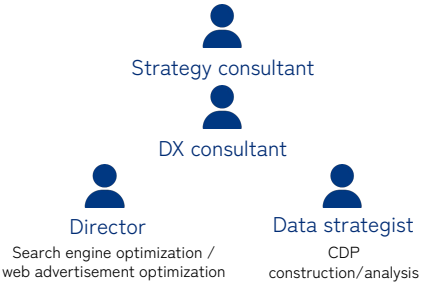 Strategy consultant
DX consultant
Director
Search engine optimization /
web advertisement optimization
Data strategist
CDP
construction/analysis